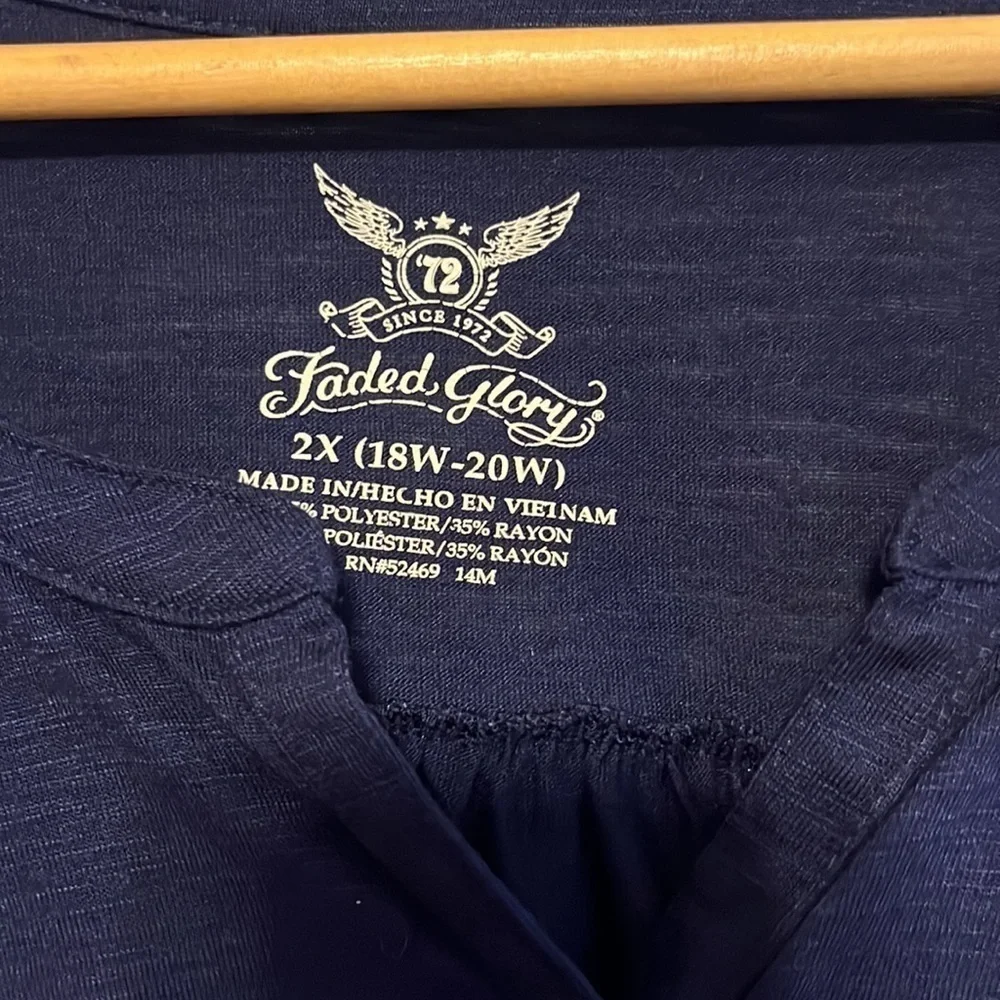 '72
SINCE 1972
Faded Glory®
2X (18W-20W)
MADE IN/HECHO EN VIETNAM
% POLYESTER/35% RAYON
POLIÉSTER/35% RAYÓN
RN#52469 14M